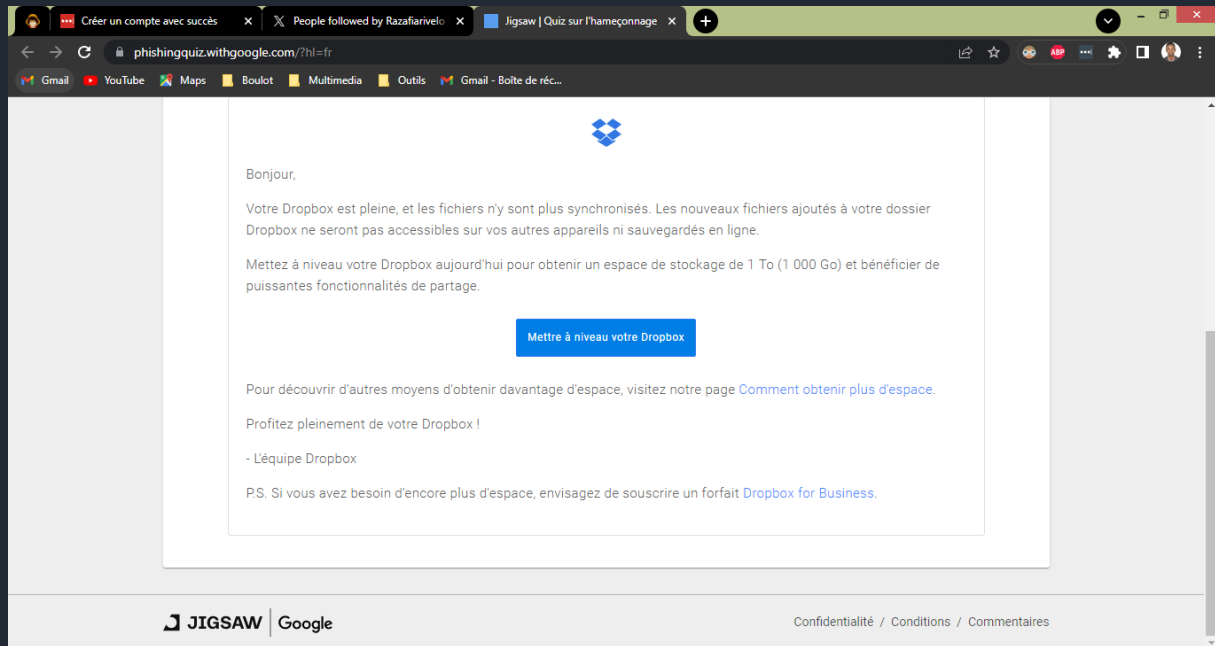 Créer un compte avec succès
People followed by Razafiarivelo
Jigsaw | Quiz sur l'hameçonnage
phishingquiz.withgoogle.com/?hl=fr
ABP
Gmail
YouTube
Maps
Boulot
Multimedia
Outils
Gmail - Boîte de réc...
Bonjour,
Votre Dropbox est pleine, et les fichiers n'y sont plus synchronisés. Les nouveaux fichiers ajoutés à votre dossier
Dropbox ne seront pas accessibles sur vos autres appareils ni sauvegardés en ligne.
Mettez à niveau votre Dropbox aujourd'hui pour obtenir un espace de stockage de 1 To (1 000 Go) et bénéficier de
puissantes fonctionnalités de partage.
Mettre à niveau votre Dropbox
Pour découvrir d'autres moyens d'obtenir davantage d'espace, visitez notre page Comment obtenir plus d'espace.
Profitez pleinement de votre Dropbox !
- L'équipe Dropbox
P.S. Si vous avez besoin d'encore plus d'espace, envisagez de souscrire un forfait Dropbox for Business.
JIGSAW | Google
Confidentialité / Conditions / Commentaires